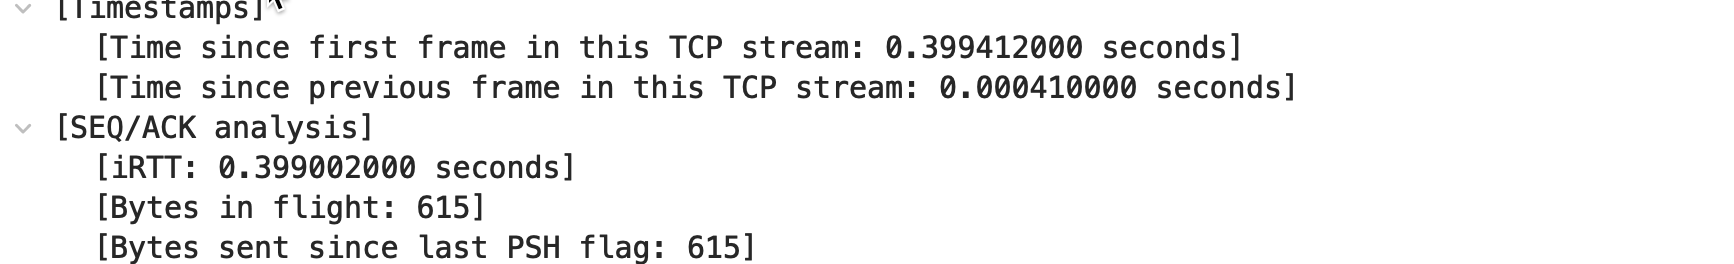 [Timestamps]
[Time since first frame in this TCP stream: 0.399412000 seconds]
[Time since previous frame in this TCP stream: 0.000410000 seconds]
[SEQ/ACK analysis]
[iRTT: 0.399002000 seconds]
[Bytes in flight: 615]
[Bytes sent since last PSH flag: 615]